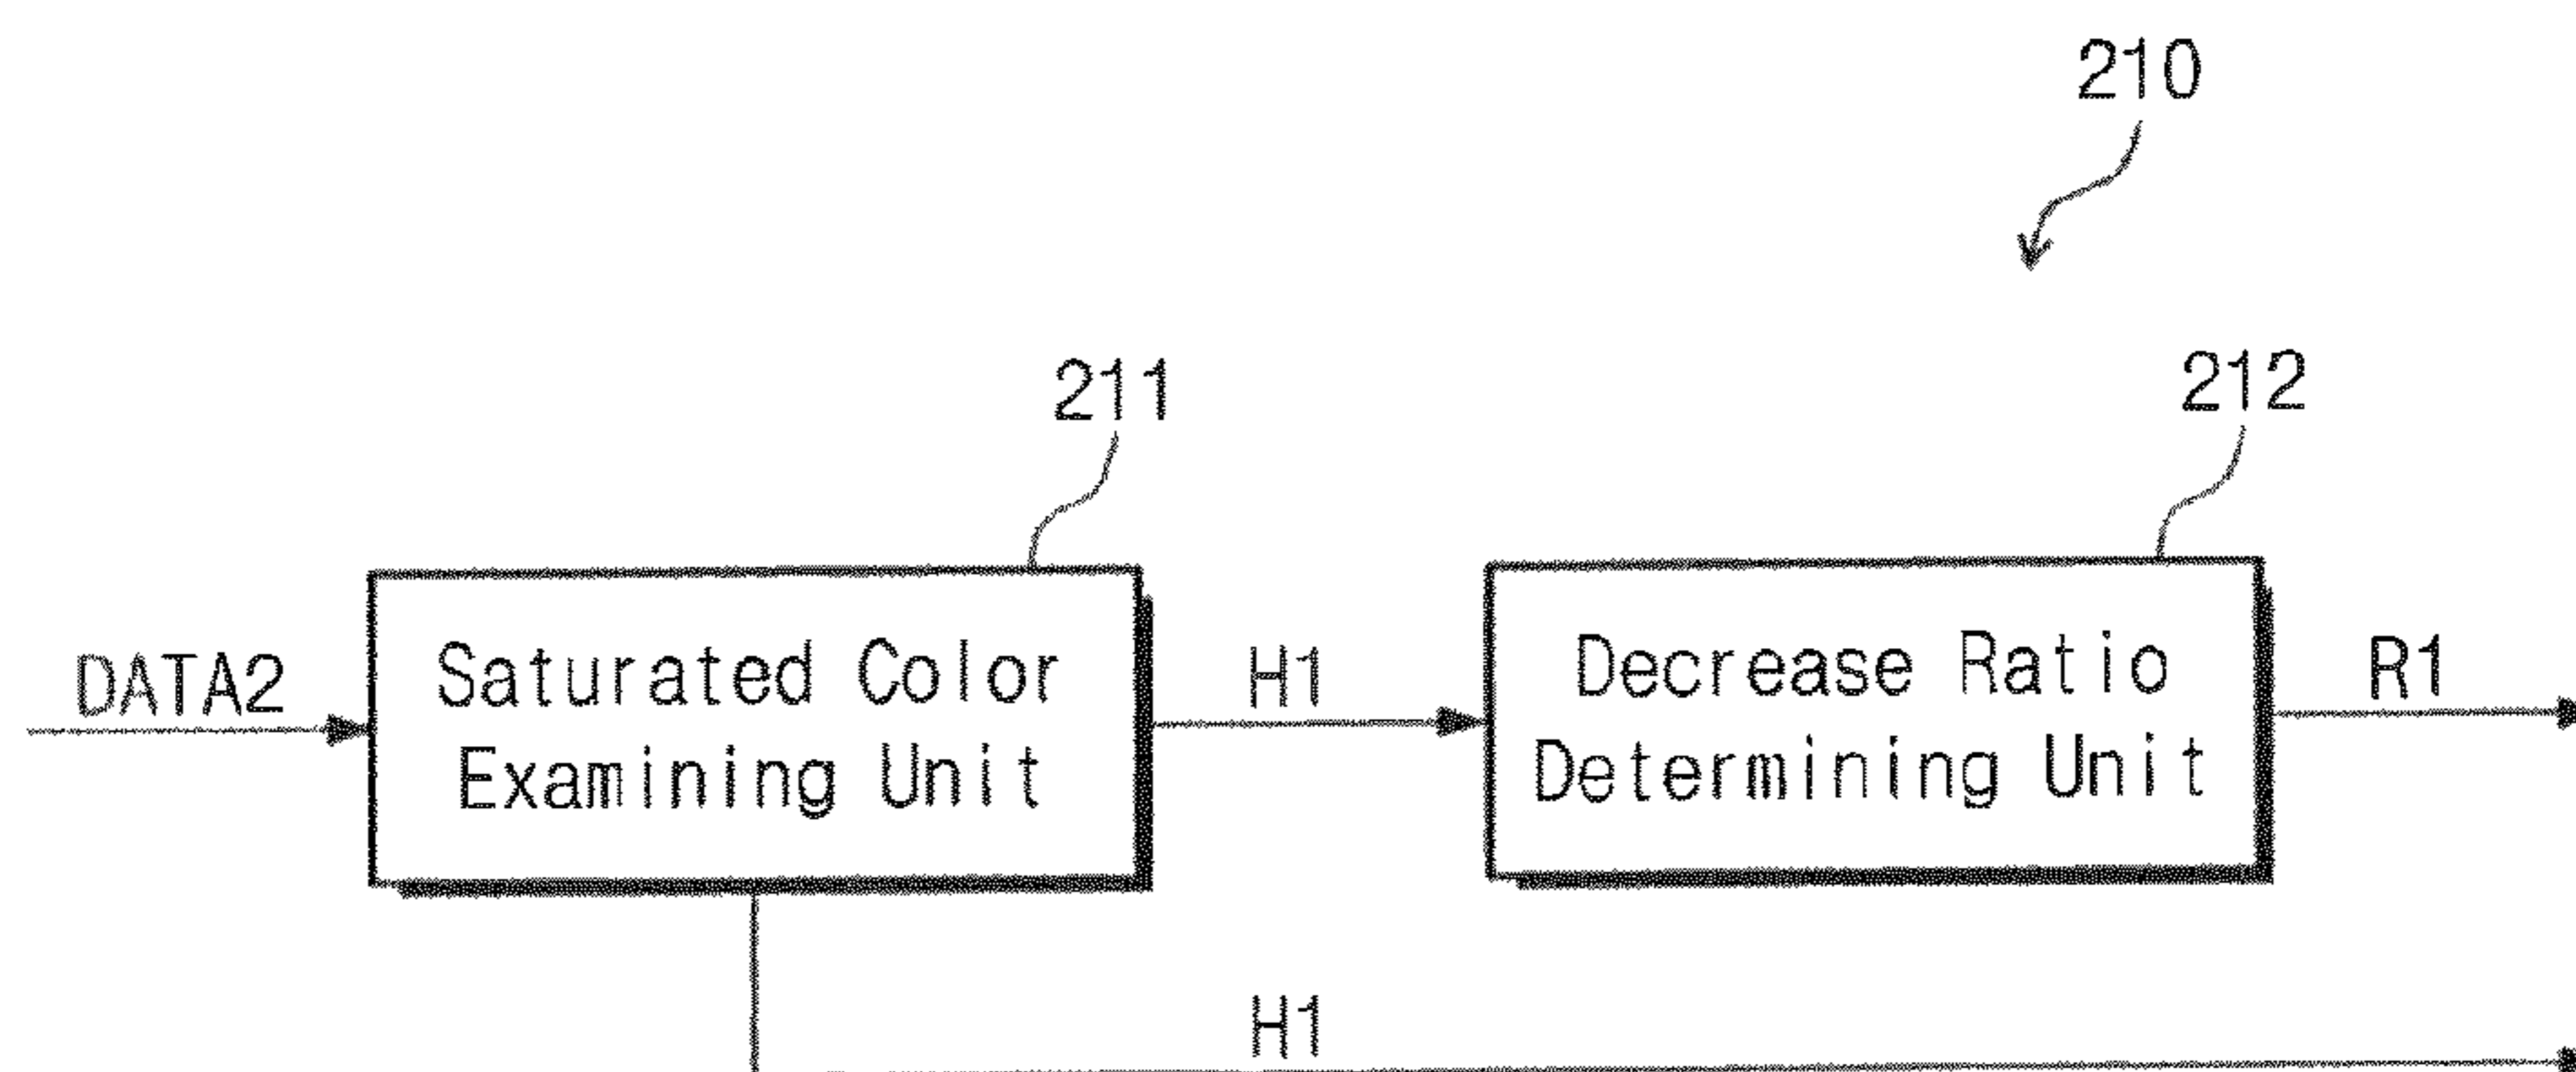 210
211
212
DATA2
Saturated Color
Examining Unit
H1
Decrease Ratio
Determining Unit
R1
H1